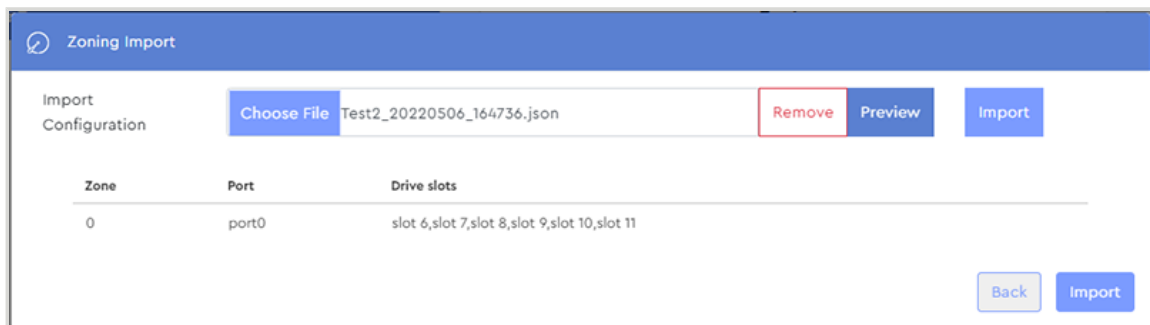 Zoning Import
Import
Configuration
Choose File Test2_20220506_164736.json Remove Preview Import
Zone Port Drive slots
0 port0 slot 6,slot 7,slot 8,slot 9,slot 10,slot 11
Back Import